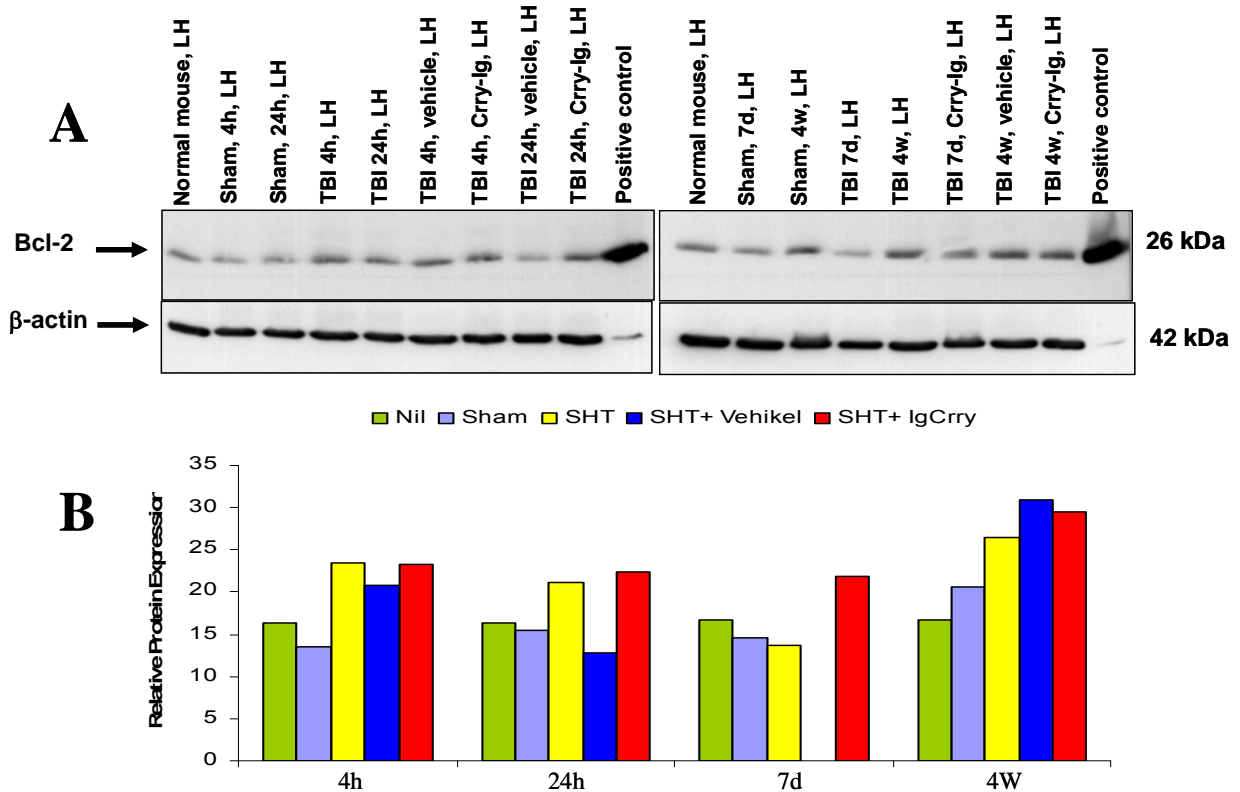 A
Normal mouse, LH
Sham, 4h, LH
Sham, 24h, LH
TBI 4h, LH
TBI 24h, LH
TBI 4h, vehicle, LH
TBI 4h, Crry-Ig, LH
TBI 24h, vehicle, LH
TBI 24h, Crry-Ig, LH
Positive control
Normal mouse, LH
Sham, 7d, LH
Sham, 4w, LH
TBI 7d, LH
TBI 4w, LH
TBI 7d, Crry-Ig, LH
TBI 4w, vehicle, LH
TBI 4w, Crry-Ig, LH
Positive control
Bcl-2
26 kDa
β-actin
42 kDa
Nil Sham SHT SHT+ Vehikel SHT+ IgCrry
B
Relative Protein Expression
35
30
25
20
15
10
5
0
4h 24h 7d 4W